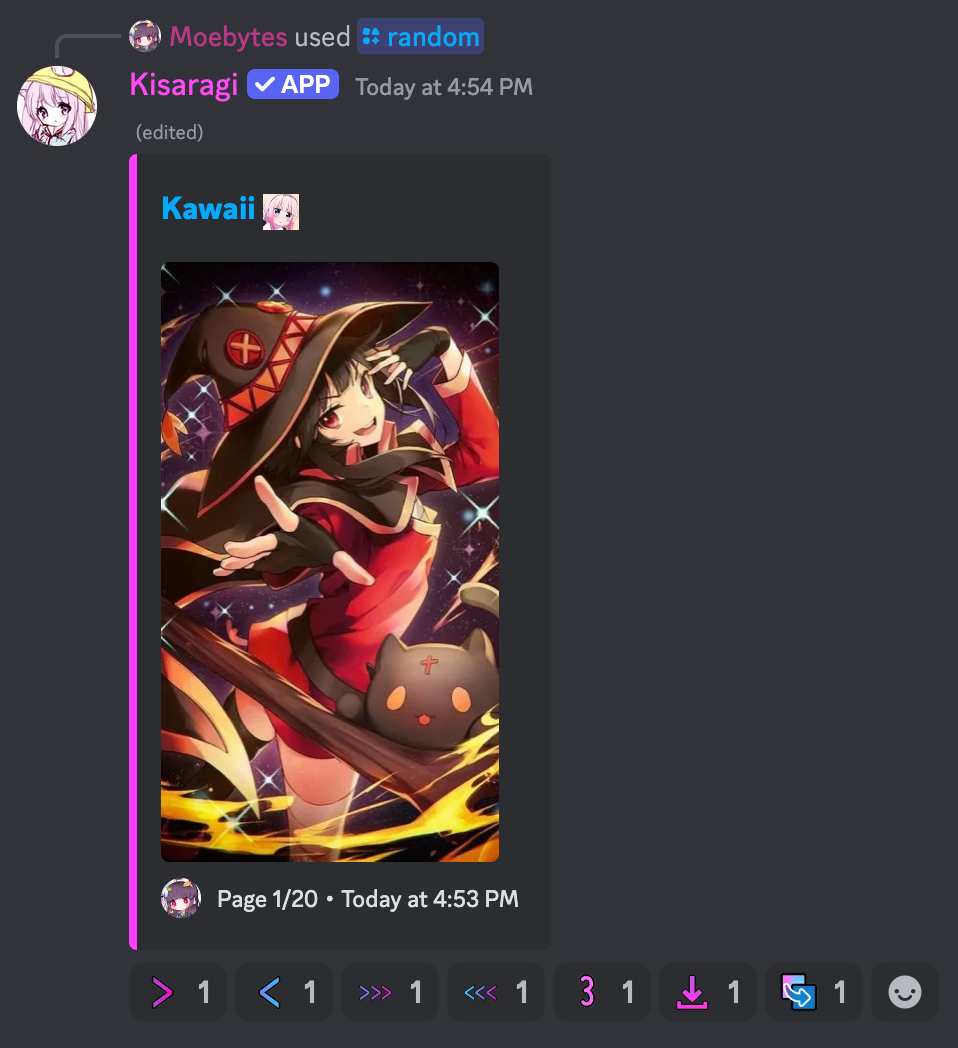 Moebytes used random
Kisaragi APP Today at 4:54 PM
(edited)
Kawaii
Page 1/20 • Today at 4:53 PM
> 1 < 1 >>> 1 <<< 1 3 1 1 1